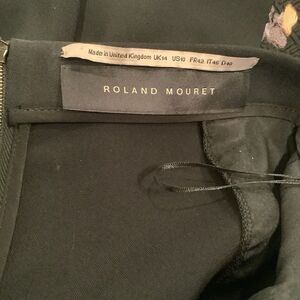 Made in United Kingdom UK14 US10 FR42 IT46 D40
ROLAND MOURET